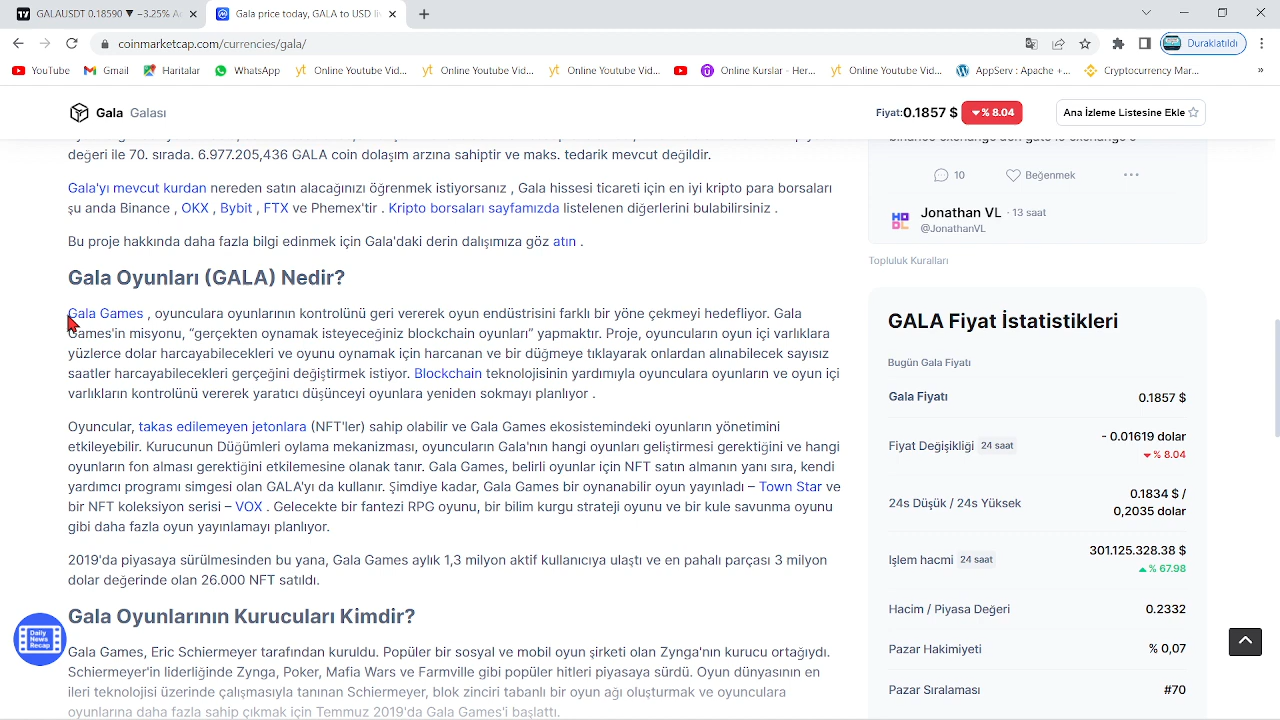 GALAUSDT 0.18590 ▼ −3.25%
Gala price today, GALA to USD li
coinmarketcap.com/currencies/gala/
Duraklatıldı
YouTube
Gmail
Haritalar
WhatsApp
Online Youtube Vid...
Online Youtube Vid...
Online Youtube Vid...
Online Kurslar - Her...
Online Youtube Vid...
AppServ : Apache +...
Cryptocurrency Mar...
»
Gala Galası
Fiyat:0.1857 $ % 8.04
Ana İzleme Listesine Ekle
değeri ile 70. sırada. 6.977.205,436 GALA coin dolaşım arzına sahiptir ve maks. tedarik mevcut değildir.
Gala'yı mevcut kurdan nereden satın alacağınızı öğrenmek istiyorsanız , Gala hissesi ticareti için en iyi kripto para borsaları
şu anda Binance , OKX , Bybit , FTX ve Phemex'tir . Kripto borsaları sayfamızda listelenen diğerlerini bulabilirsiniz .
Bu proje hakkında daha fazla bilgi edinmek için Gala'daki derin dalışımıza göz atın .
Gala Oyunları (GALA) Nedir?
Gala Games , oyunculara oyunlarının kontrolünü geri vererek oyun endüstrisini farklı bir yöne çekmeyi hedefliyor. Gala
Games'in misyonu, “gerçekten oynamak isteyeceğiniz blockchain oyunları” yapmaktır. Proje, oyuncuların oyun içi varlıklara
yüzlerce dolar harcayabilecekleri ve oyunu oynamak için harcanan ve bir düğmeye tıklayarak onlardan alınabilecek sayısız
saatler harcayabilecekleri gerçeğini değiştirmek istiyor. Blockchain teknolojisinin yardımıyla oyunculara oyunların ve oyun içi
varlıkların kontrolünü vererek yaratıcı düşünceyi oyunlara yeniden sokmayı planlıyor .
Oyuncular, takas edilemeyen jetonlara (NFT'ler) sahip olabilir ve Gala Games ekosistemindeki oyunların yönetimini
etkileyebilir. Kurucunun Düğümleri oylama mekanizması, oyuncuların Gala'nın hangi oyunları geliştirmesi gerektiğini ve hangi
oyunların fon alması gerektiğini etkilemesine olanak tanır. Gala Games, belirli oyunlar için NFT satın almanın yanı sıra, kendi
yardımcı programı simgesi olan GALA'yı da kullanır. Şimdiye kadar, Gala Games bir oynanabilir oyun yayınladı – Town Star ve
bir NFT koleksiyon serisi – VOX . Gelecekte bir fantezi RPG oyunu, bir bilim kurgu strateji oyunu ve bir kule savunma oyunu
gibi daha fazla oyun yayınlamayı planlıyor.
2019'da piyasaya sürülmesinden bu yana, Gala Games aylık 1,3 milyon aktif kullanıcıya ulaştı ve en pahalı parçası 3 milyon
dolar değerinde olan 26.000 NFT satıldı.
Gala Oyunlarının Kurucuları Kimdir?
Gala Games, Eric Schiermeyer tarafından kuruldu. Popüler bir sosyal ve mobil oyun şirketi olan Zynga'nın kurucu ortağıydı.
Schiermeyer'in liderliğinde Zynga, Poker, Mafia Wars ve Farmville gibi popüler hitleri piyasaya sürdü. Oyun dünyasının en
ileri teknolojisi üzerinde çalışmasıyla tanınan Schiermeyer, blok zinciri tabanlı bir oyun ağı oluşturmak ve oyunculara
oyunlarına daha fazla sahip çıkmak için Temmuz 2019'da Gala Games'i başlattı.
Daily
News
Recap
10 Beğenmek
HODL
Jonathan VL · 13 saat
@JonathanVL
Topluluk Kuralları
GALA Fiyat İstatistikleri
Bugün Gala Fiyatı
Gala Fiyatı 0.1857 $
Fiyat Değişikliği 24 saat - 0.01619 dolar
% 8.04
24s Düşük / 24s Yüksek 0.1834 $ /
0,2035 dolar
Işlem hacmi 24 saat 301.125.328.38 $
% 67.98
Hacim / Piyasa Değeri 0.2332
Pazar Hakimiyeti % 0,07
Pazar Sıralaması #70